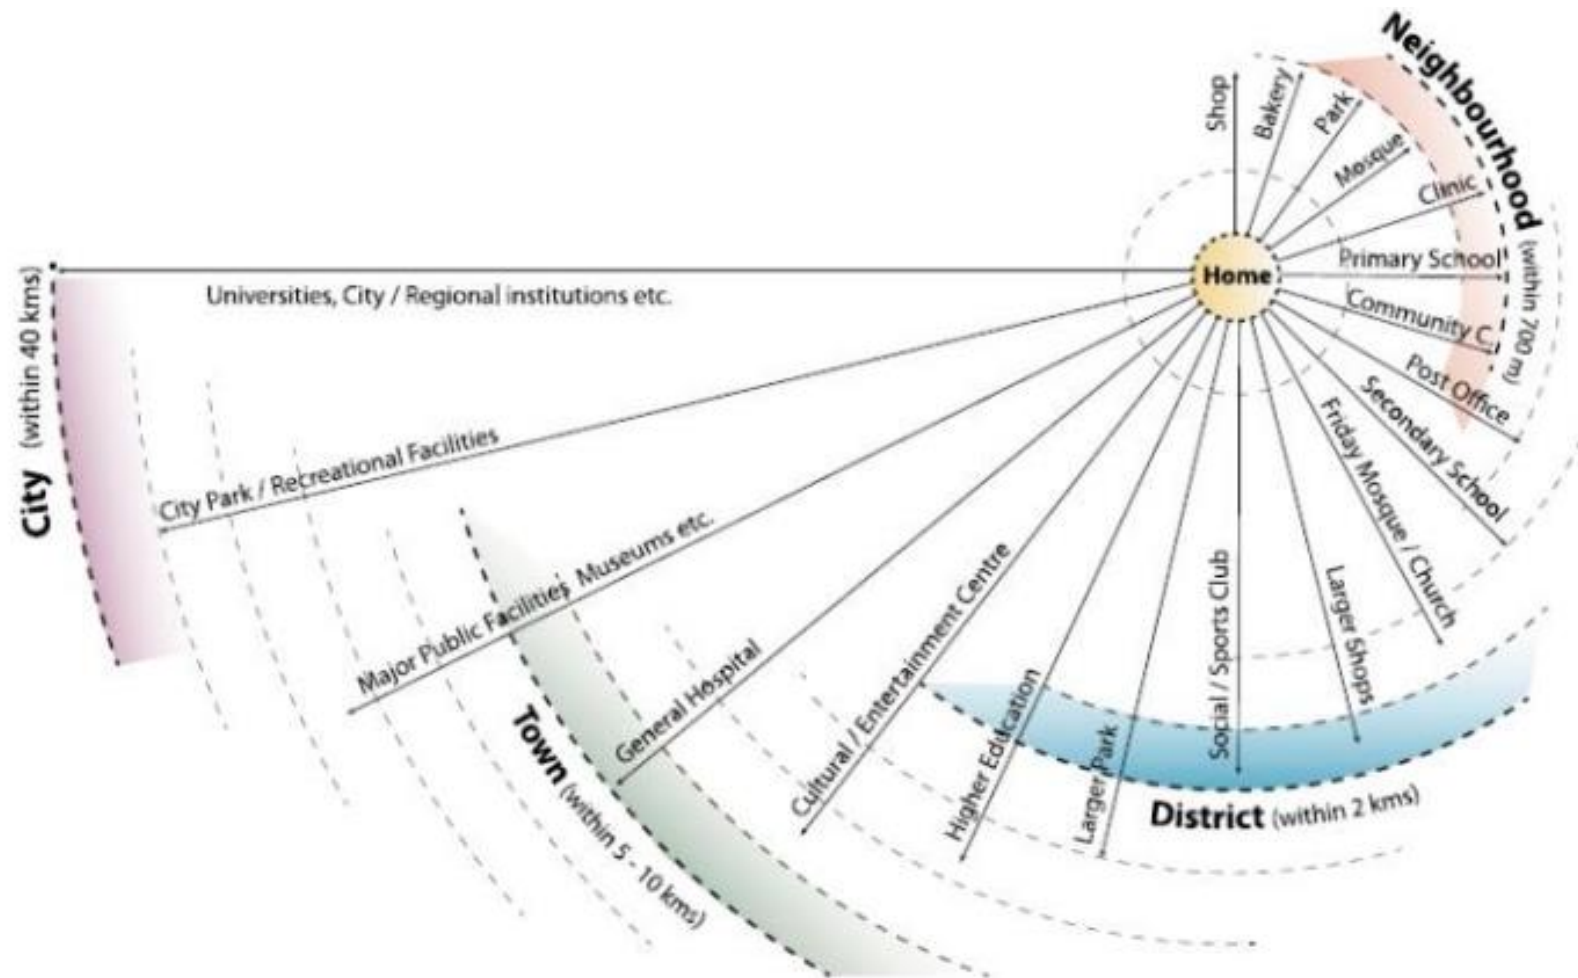 Neighbourhood (within 700 m)
Shop
Bakery
Park
Mosque
Clinic
Primary School
Community C.
Post Office
Secondary School
Friday Mosque / Church
Larger Shops
Social / Sports Club
Larger Park
Higher Education
Cultural / Entertainment Centre
General Hospital
Major Public Facilities Museums etc.
City Park / Recreational Facilities
Universities, City / Regional institutions etc.
Home
District (within 2 kms)
Town (within 5 - 10 kms)
City (within 40 kms)